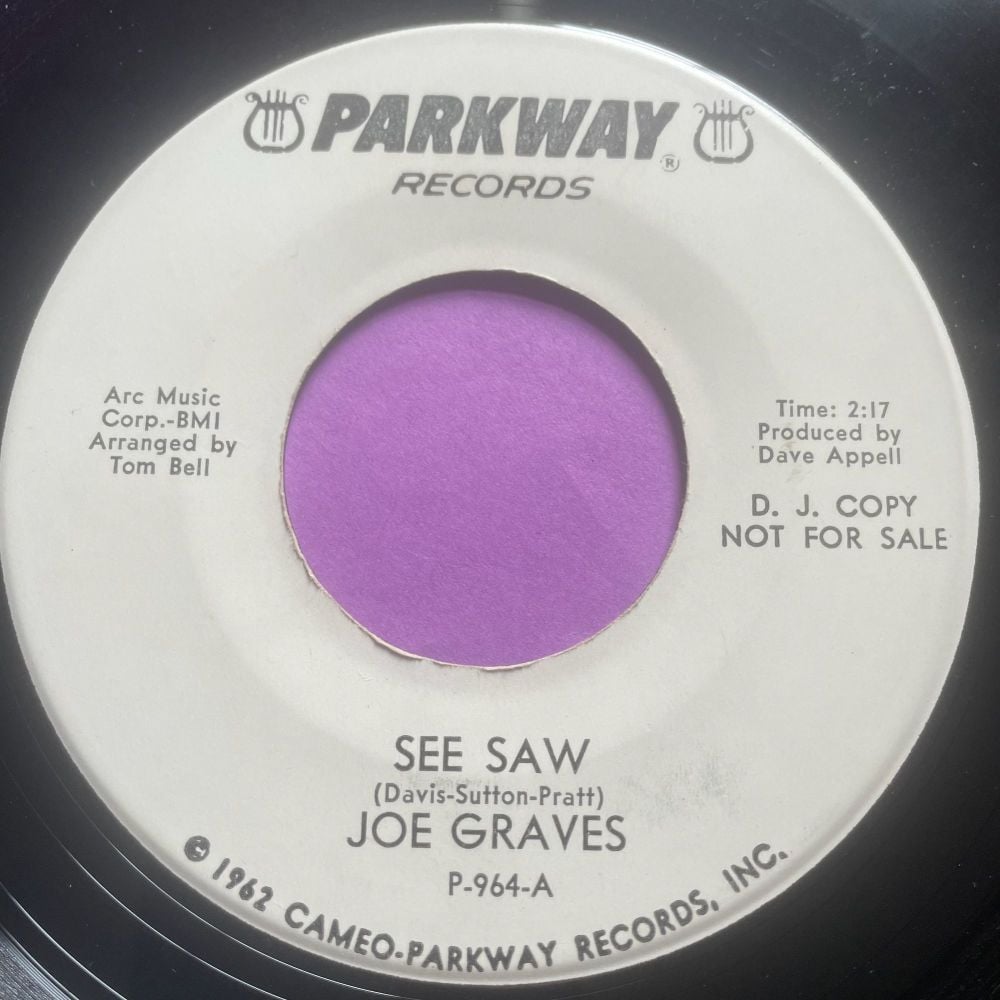 PARKWAY®
RECORDS
Arc Music
Corp.-BMI
Arranged by
Tom Bell
Time: 2:17
Produced by
Dave Appell
D. J. COPY
NOT FOR SALE
SEE SAW
(Davis-Sutton-Pratt)
JOE GRAVES
P-964-A
© 1962 CAMEO-PARKWAY RECORDS, INC.